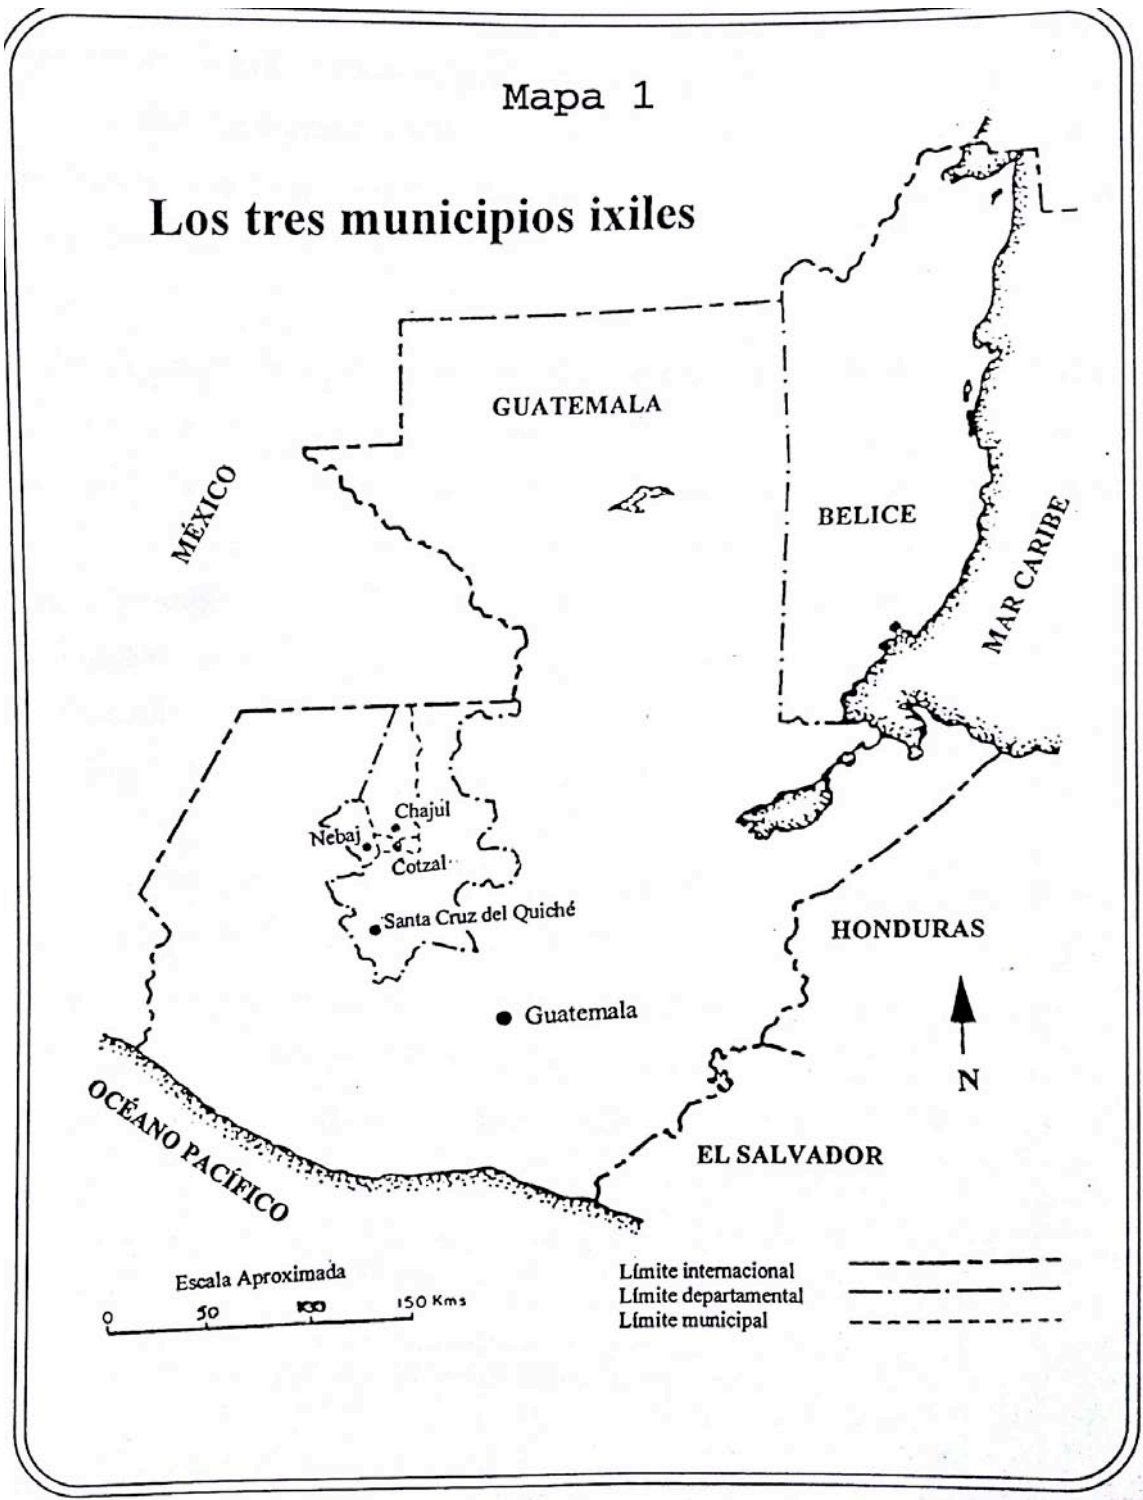 Mapa 1
Los tres municipios ixiles
GUATEMALA
MÉXICO
BELICE
MAR CARIBE
Chajul
Nebaj
Cotzal
Santa Cruz del Quiché
HONDURAS
Guatemala
N
OCÉANO PACÍFICO
EL SALVADOR
Escala Aproximada
0 50 100 150 Kms
Límite internacional
Límite departamental
Límite municipal